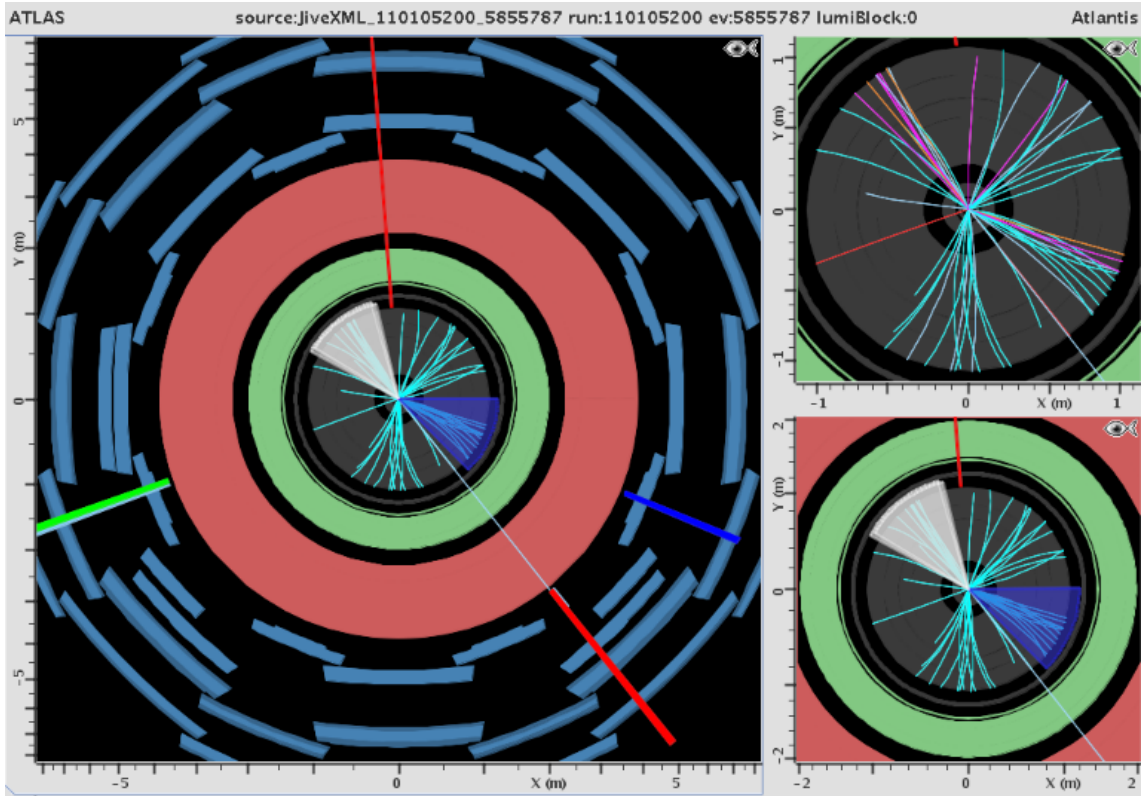 ATLAS source:JiveXML_110105200_5855787 run:110105200 ev:5855787 lumiBlock:0 Atlantis
Y (m)
5
0
-5
-5 0 X (m) 5
Y (m)
1
0
-1
-1 0 X (m) 1
Y (m)
2
0
-2
-2 0 X (m) 2